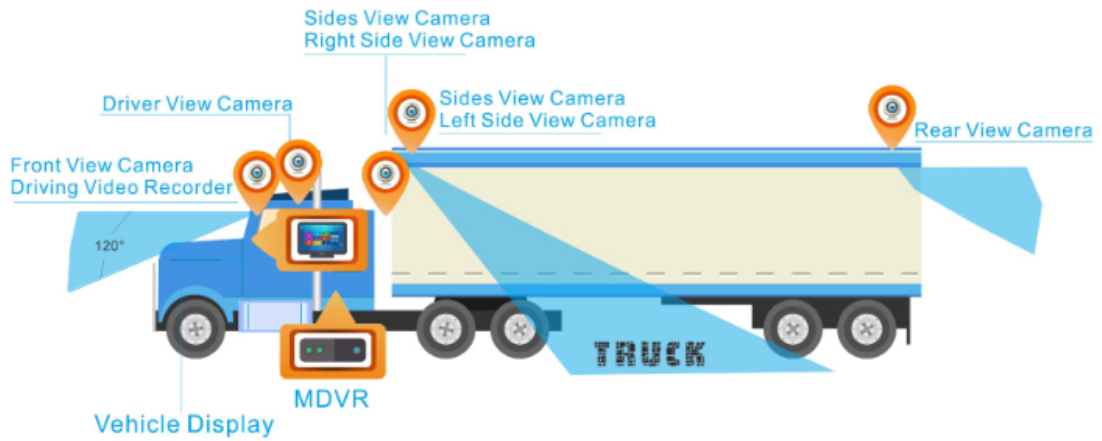 Sides View Camera
Right Side View Camera
Driver View Camera
Sides View Camera
Left Side View Camera
Rear View Camera
Front View Camera
Driving Video Recorder
120°
TRUCK
MDVR
Vehicle Display